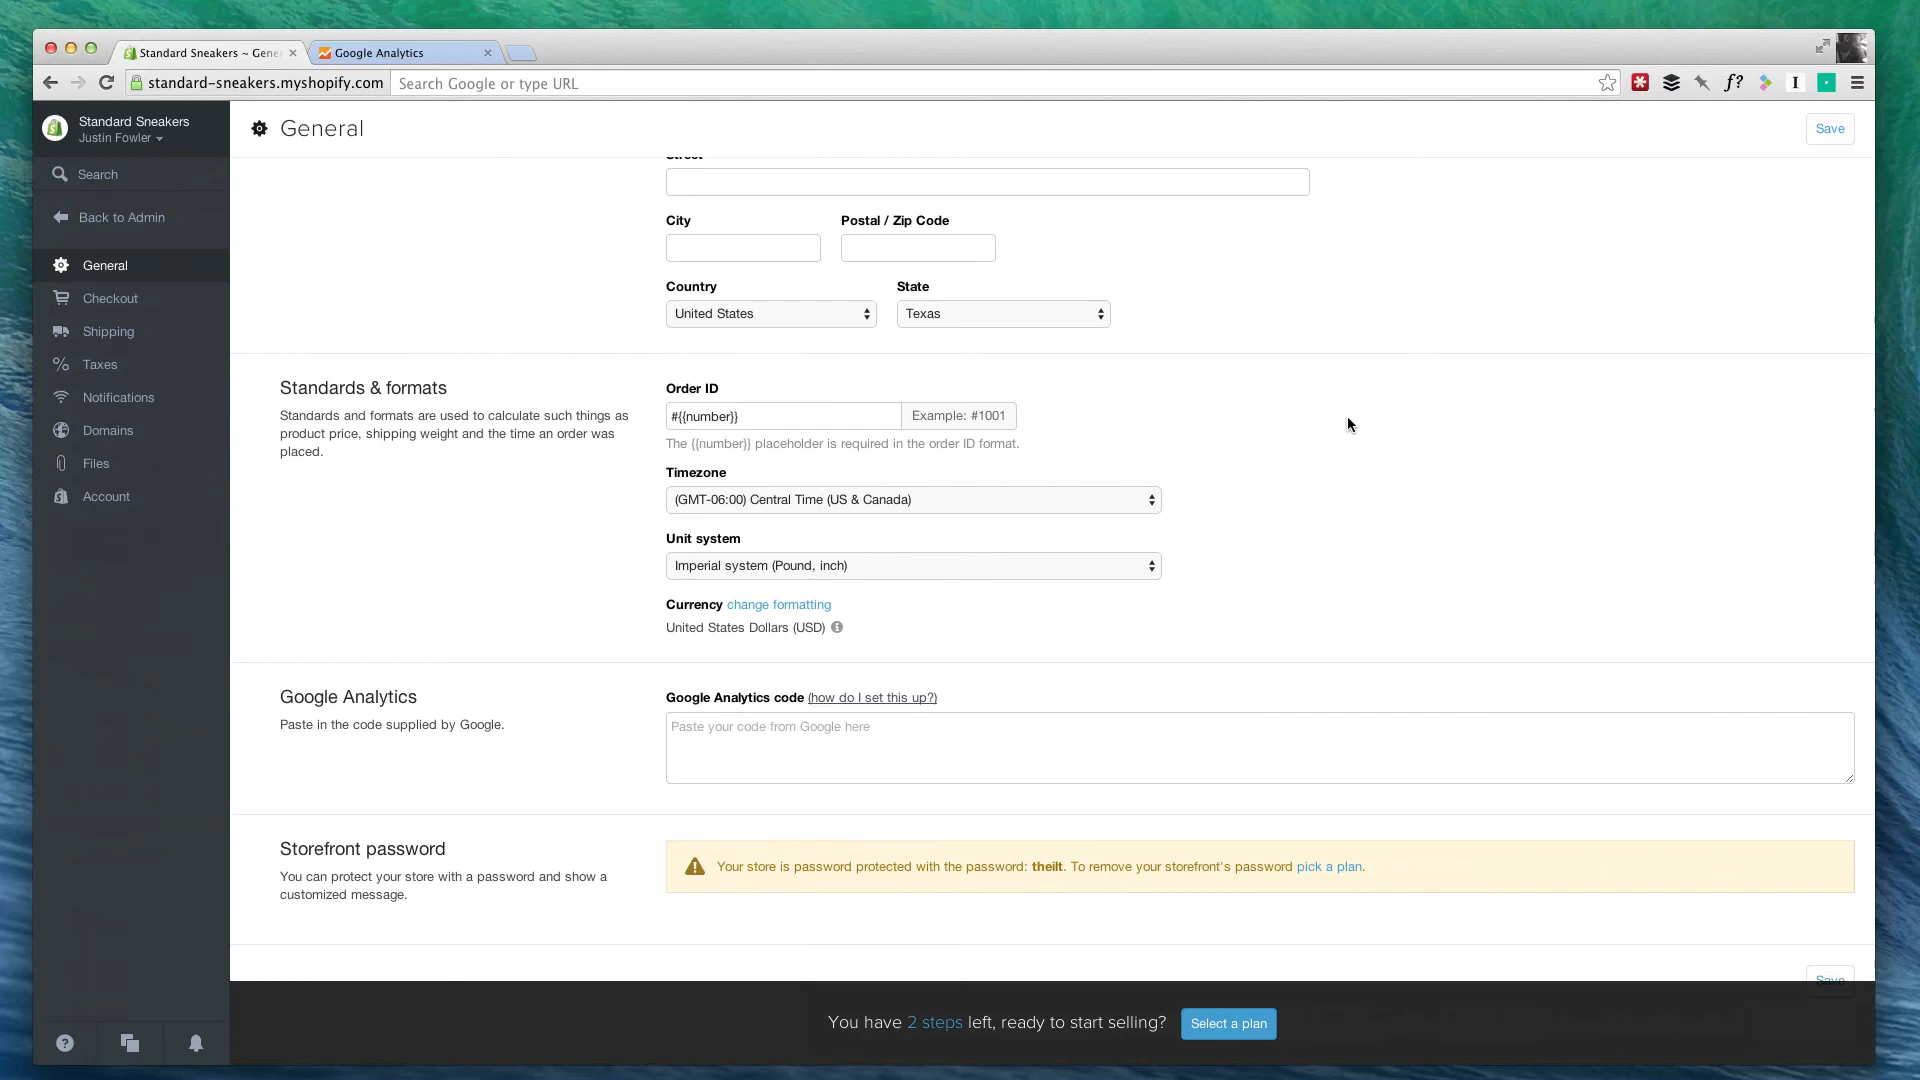 Standard Sneakers ~ Gene
Google Analytics
standard-sneakers.myshopify.com
Search Google or type URL
f?
I
Standard Sneakers
Justin Fowler
General
Save
Search
Back to Admin
General
Checkout
Shipping
Taxes
Notifications
Domains
Files
Account
Street
City
Postal / Zip Code
Country
State
United States
Texas
Standards & formats
Standards and formats are used to calculate such things as
product price, shipping weight and the time an order was
placed.
Order ID
#{{number}}
Example: #1001
The {{number}} placeholder is required in the order ID format.
Timezone
(GMT-06:00) Central Time (US & Canada)
Unit system
Imperial system (Pound, inch)
Currency change formatting
United States Dollars (USD)
Google Analytics
Paste in the code supplied by Google.
Google Analytics code (how do I set this up?)
Paste your code from Google here
Storefront password
You can protect your store with a password and show a
customized message.
Your store is password protected with the password: theilt. To remove your storefront's password pick a plan.
Save
You have 2 steps left, ready to start selling?
Select a plan